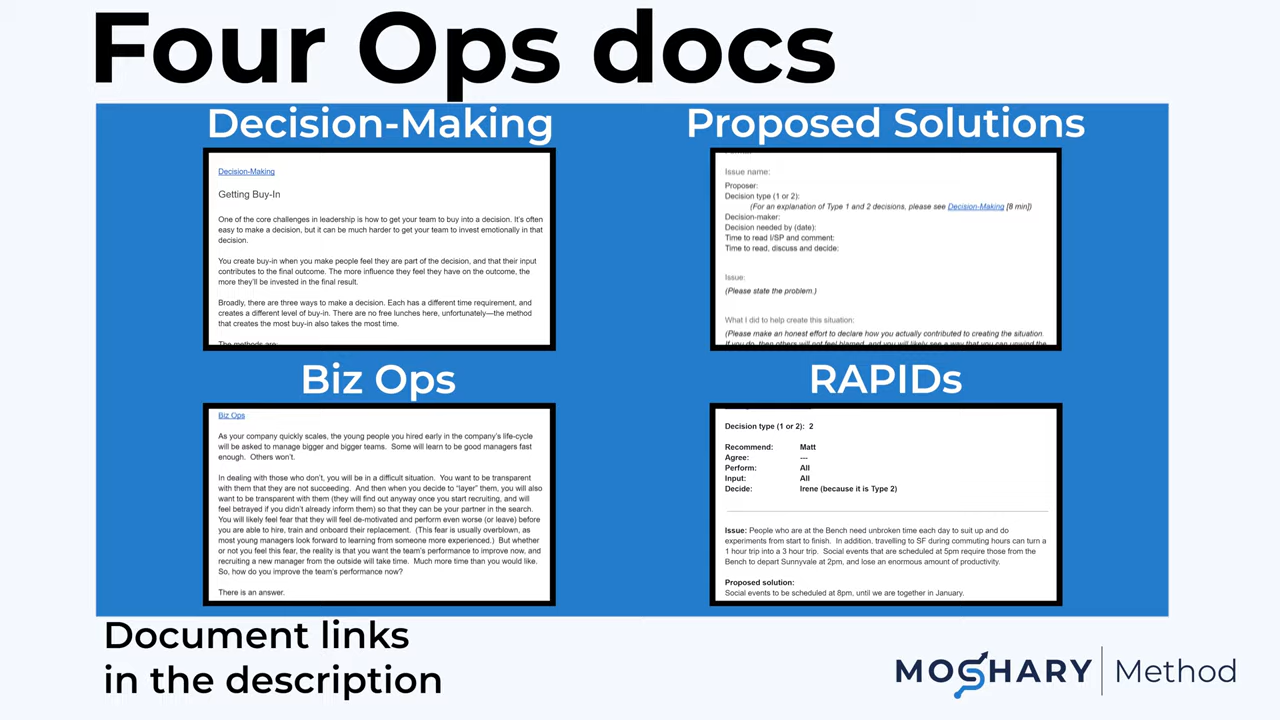 Four Ops docs
Decision-Making
Decision-Making
Getting Buy-In
One of the core challenges in leadership is how to get your team to buy into a decision. It's often
easy to make a decision, but it can be much harder to get your team to invest emotionally in that
decision.
You create buy-in when you make people feel they are part of the decision, and that their input
contributes to the final outcome. The more influence they feel they have on the outcome, the
more they'll be invested in the final result.
Broadly, there are three ways to make a decision. Each has a different time requirement, and
creates a different level of buy-in. There are no free lunches here, unfortunately—the method
that creates the most buy-in also takes the most time.
The methods are:
Proposed Solutions
Issue name:
Proposer:
Decision type (1 or 2):
(For an explanation of Type 1 and 2 decisions, please see Decision-Making [8 min])
Decision-maker:
Decision needed by (date):
Time to read I/SP and comment:
Time to read, discuss and decide:
Issue:
(Please state the problem.)
What I did to help create this situation:
(Please make an honest effort to declare how you actually contributed to creating the situation.
If you do, then others will not feel blamed, and you will likely see a way that you can unwind the
Biz Ops
Biz Ops
As your company quickly scales, the young people you hired early in the company's life-cycle
will be asked to manage bigger and bigger teams. Some will learn to be good managers fast
enough. Others won't.
In dealing with those who don't, you will be in a difficult situation. You want to be transparent
with them that they are not succeeding. And then when you decide to "layer" them, you will also
want to be transparent with them (they will find out anyway once you start recruiting, and will
feel betrayed if you didn't already inform them) so that they can be your partner in the search.
You will likely feel fear that they will feel de-motivated and perform even worse (or leave) before
you are able to hire, train and onboard their replacement. (This fear is usually overblown, as
most young managers look forward to learning from someone more experienced.) But whether
or not you feel this fear, the reality is that you want the team's performance to improve now, and
recruiting a new manager from the outside will take time. Much more time than you would like.
So, how do you improve the team's performance now?
There is an answer.
RAPIDs
Decision type (1 or 2): 2
Recommend: Matt
Agree: ---
Perform: All
Input: All
Decide: Irene (because it is Type 2)
Issue: People who are at the Bench need unbroken time each day to suit up and do
experiments from start to finish. In addition, travelling to SF during commuting hours can turn a
1 hour trip into a 3 hour trip. Social events that are scheduled at 5pm require those from the
Bench to depart Sunnyvale at 2pm, and lose an enormous amount of productivity.
Proposed solution:
Social events to be scheduled at 8pm, until we are together in January.
Document links
in the description
MOSHARY Method